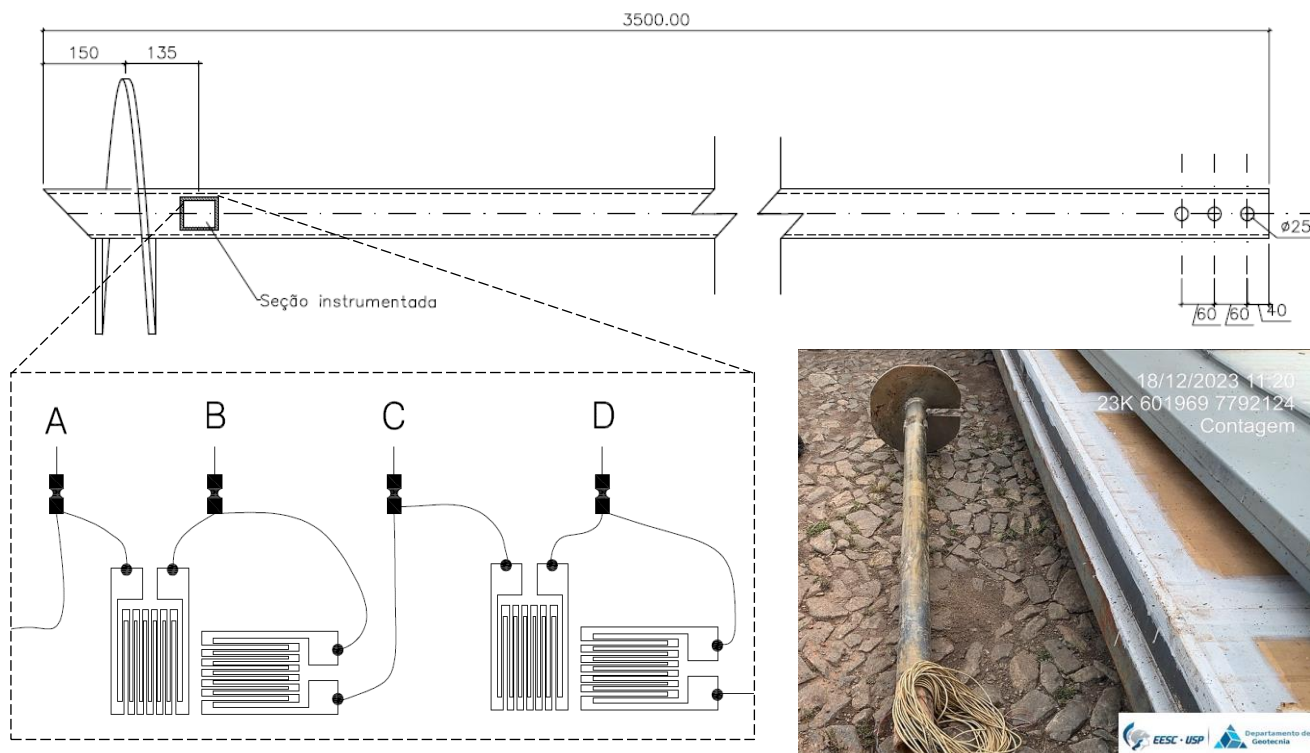 3500.00
150
135
Ø25
Seção instrumentada
60
60
40
A
B
C
D
18/12/2023 11:20
23K 601969 7792124
Contagem
EESC · USP
Departamento de
Geotecnia